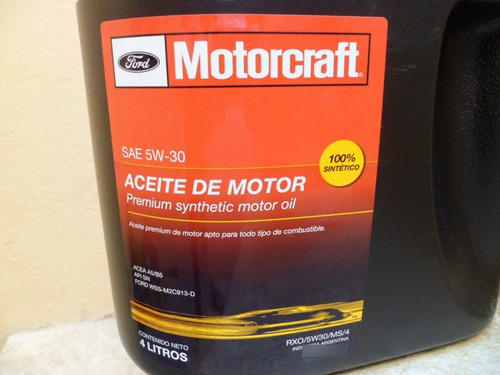 Ford
Motorcraft
SAE 5W-30
100%
SINTÉTICO
ACEITE DE MOTOR
Premium synthetic motor oil
Aceite premium de motor apto para todo tipo de combustible.
ACEA A5/B5
API SN
FORD WSS-M2C913-D
CONTENIDO NETO
4 LITROS
RXO/5W30/MS/4
ARGENTINA